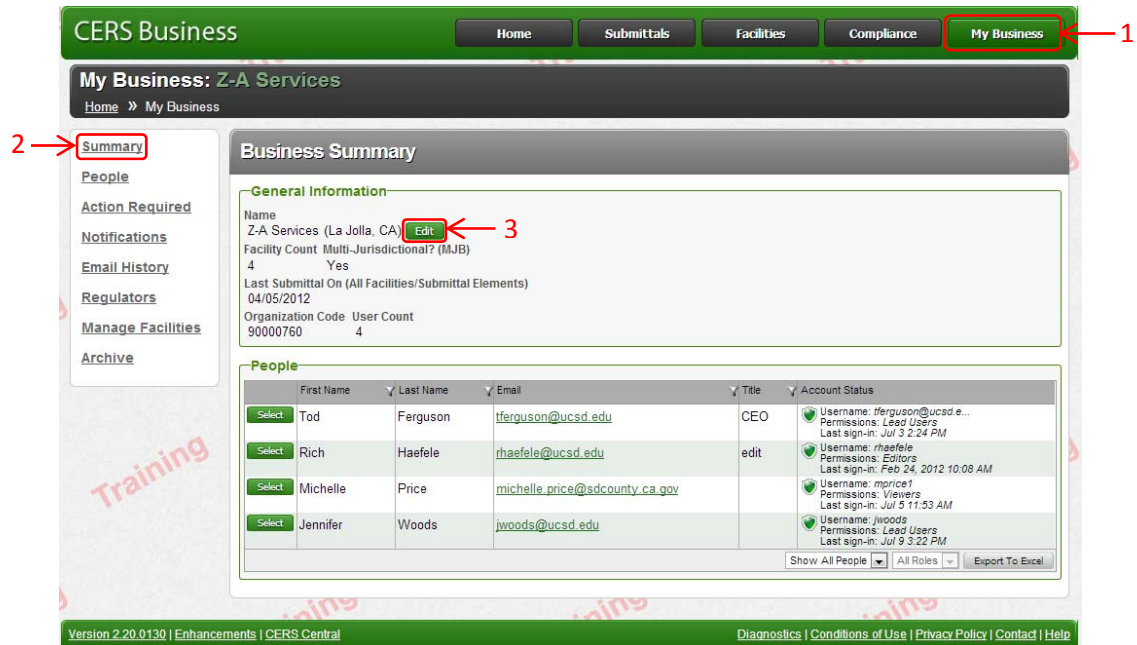 CERS Business
Home Submittals Facilities Compliance My Business
1
My Business: Z-A Services
Home » My Business
2
Summary
People
Action Required
Notifications
Email History
Regulators
Manage Facilities
Archive
Business Summary
General Information
Name
Z-A Services (La Jolla, CA) Edit
3
Facility Count Multi-Jurisdictional? (MJB)
4 Yes
Last Submittal On (All Facilities/Submittal Elements)
04/05/2012
Organization Code User Count
90000760 4
People
First Name Last Name Email Title Account Status
Select Tod Ferguson tferguson@ucsd.edu CEO
Username: tferguson@ucsd.e...
Permissions: Lead Users
Last sign-in: Jul 3 2:24 PM
Select Rich Haefele rhaefele@ucsd.edu edit
Username: rhaefele
Permissions: Editors
Last sign-in: Feb 24, 2012 10:08 AM
Select Michelle Price michelle.price@sdcounty.ca.gov
Username: mprice1
Permissions: Viewers
Last sign-in: Jul 5 11:53 AM
Select Jennifer Woods jwoods@ucsd.edu
Username: jwoods
Permissions: Lead Users
Last sign-in: Jul 9 3:22 PM
Show All People All Roles Export To Excel
Training
Version 2.20.0130 | Enhancements | CERS Central
Diagnostics | Conditions of Use | Privacy Policy | Contact | Help